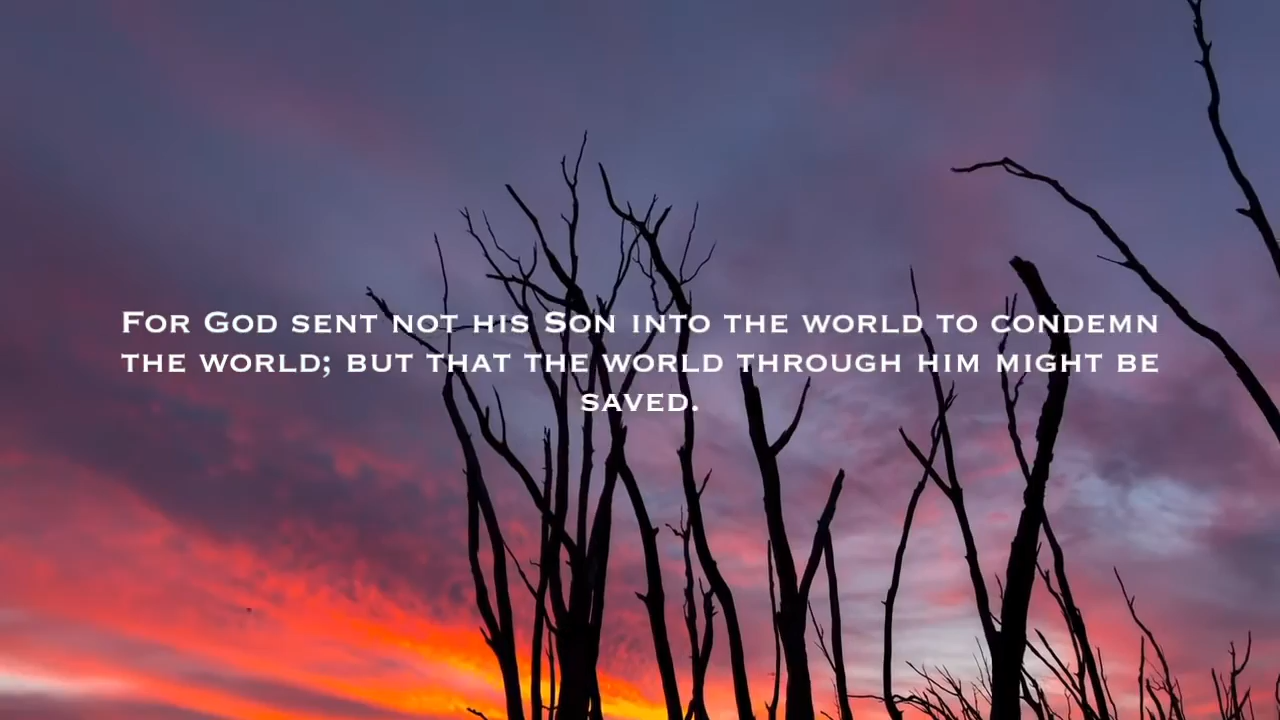 For God sent not his Son into the world to condemn
the world; but that the world through him might be
saved.